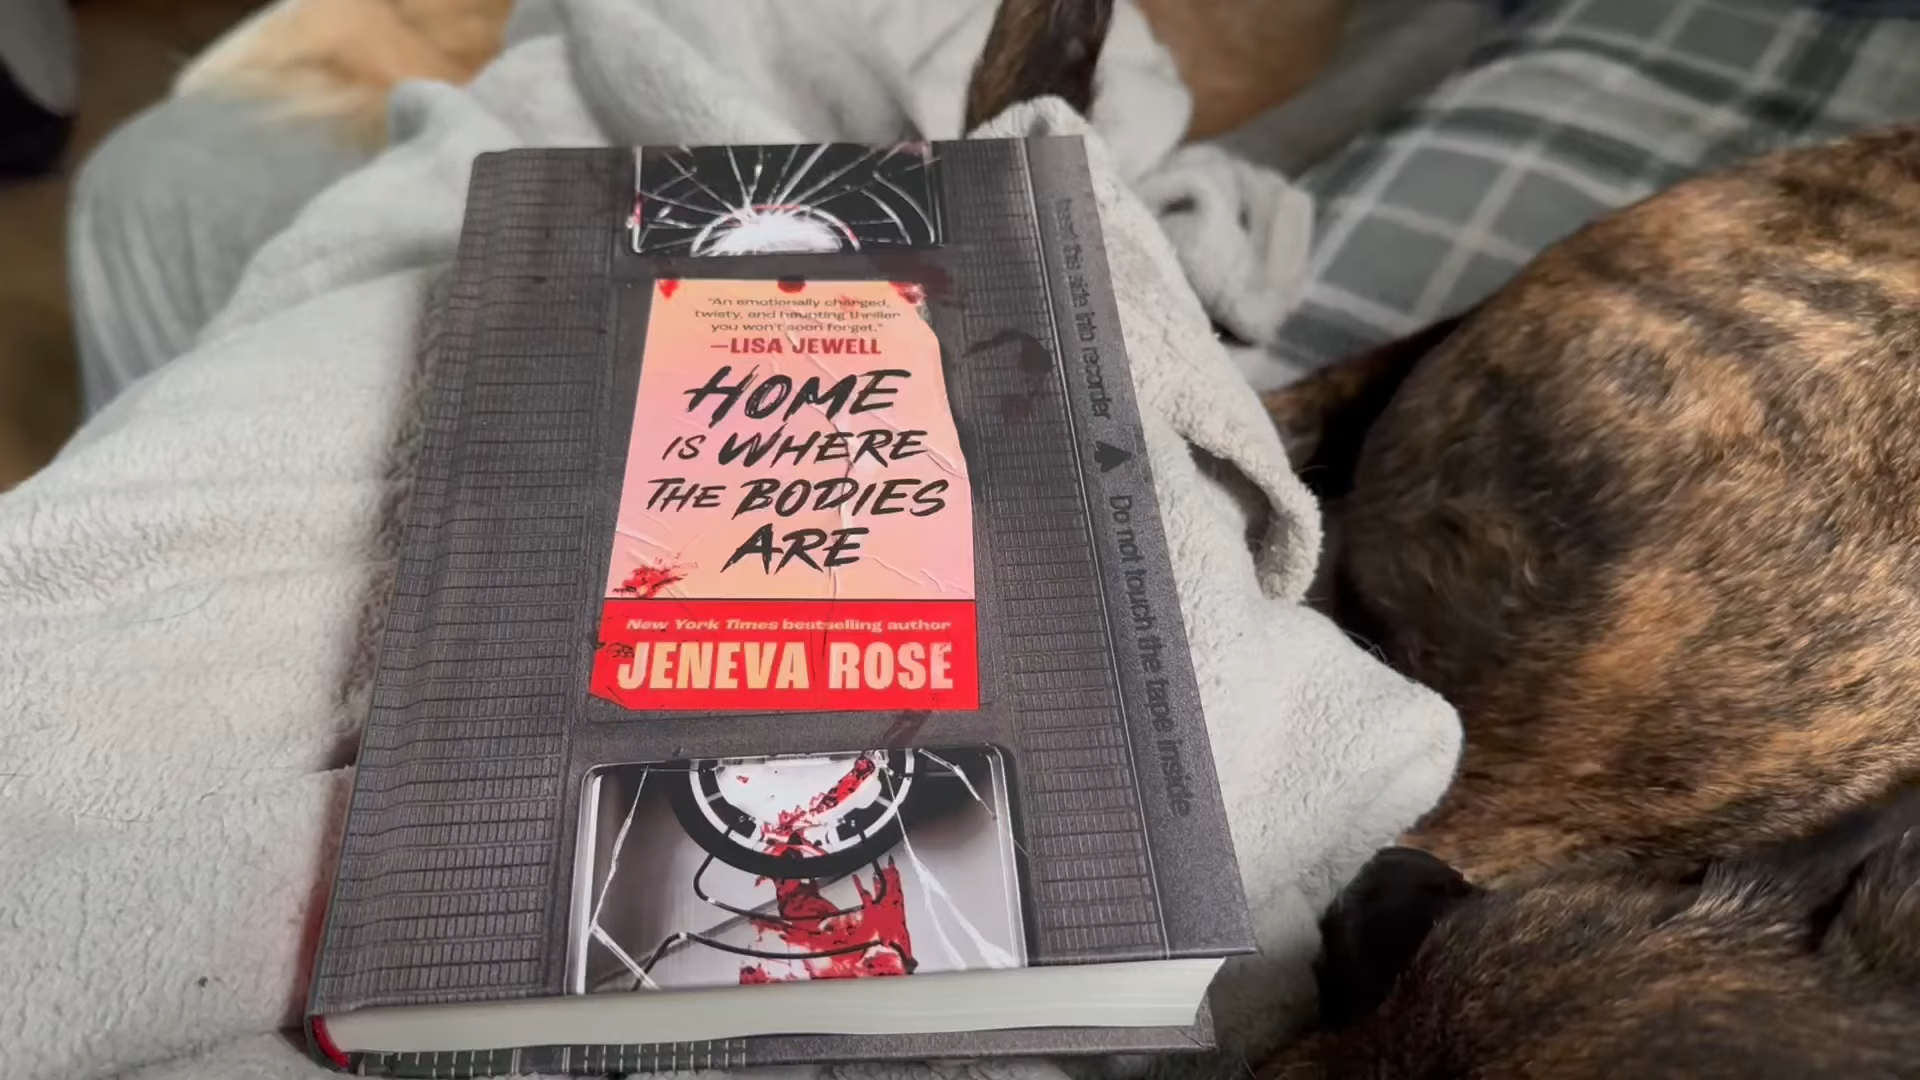 "An emotionally charged,
twisty, and haunting thriller
you won't soon forget."
—LISA JEWELL
HOME
IS WHERE
THE BODIES
ARE
New York Times bestselling author
JENEVA ROSE
Insert this side into recorder ▲ Do not touch the tape inside